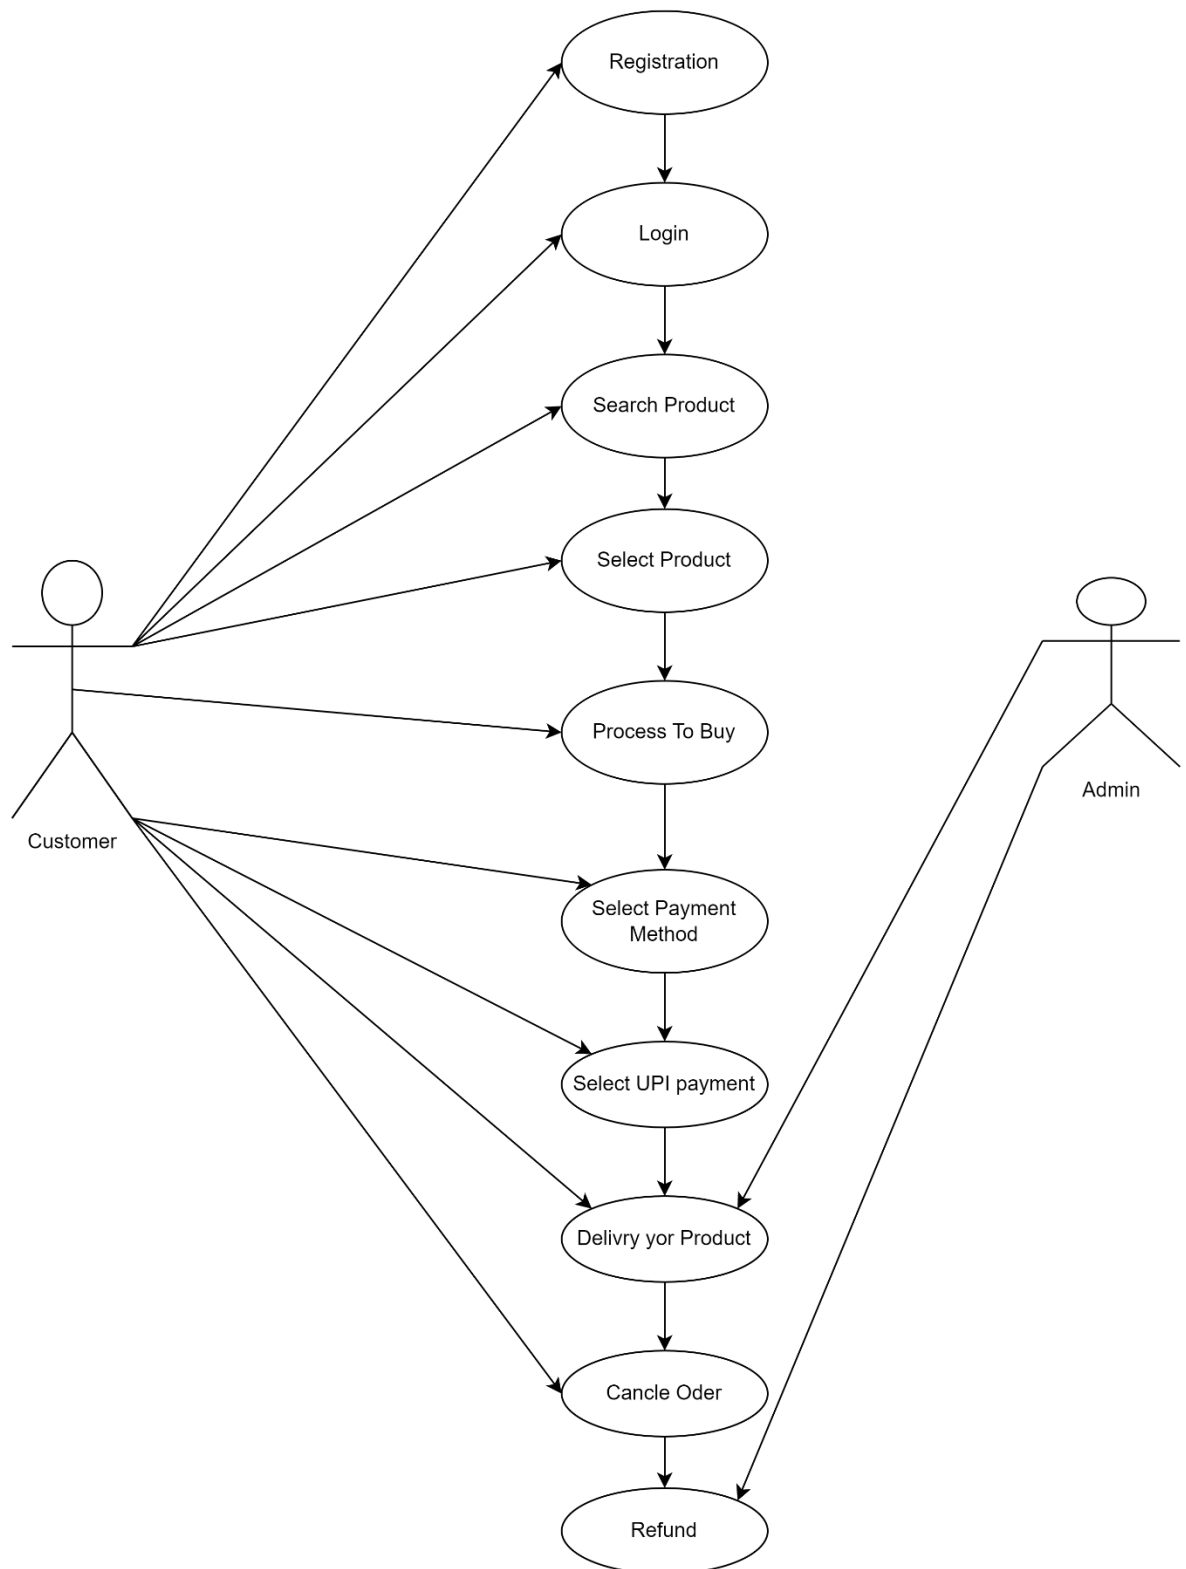 Registration
Login
Search Product
Select Product
Process To Buy
Customer
Admin
Select Payment
Method
Select UPI payment
Delivry yor Product
Cancle Oder
Refund